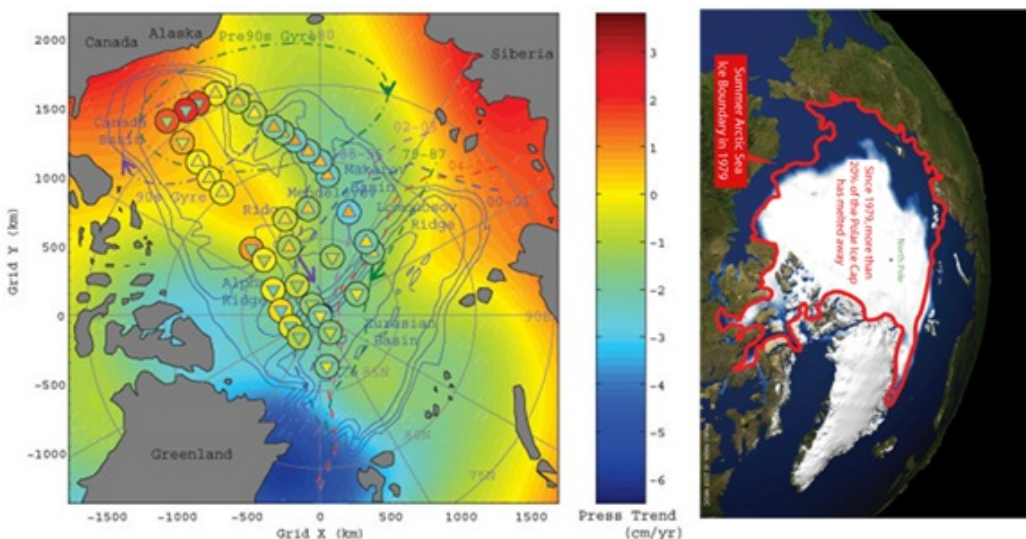 2000
1500
1000
500
0
-500
-1000
Grid Y (km)
-1500
-1000
-500
0
500
1000
1500
Grid X (km)
Canada
Alaska
Pre90s Gyre
180
Siberia
Canada
Basin
90s Gyre
02-03
88-
79-87
Makarov
Basin
Mendeleev
Ridge
Lomonosov
Ridge
00-01
Alpha
Ridge
90E
Eurasian
Basin
85N
80N
75N
Greenland
3
2
1
0
-1
-2
-3
-4
-5
-6
Press Trend
(cm/yr)
Summer Arctic Sea
Ice Boundary in 1979
Since 1979, more than
20% of the Polar Ice Cap
has melted away
North Pole